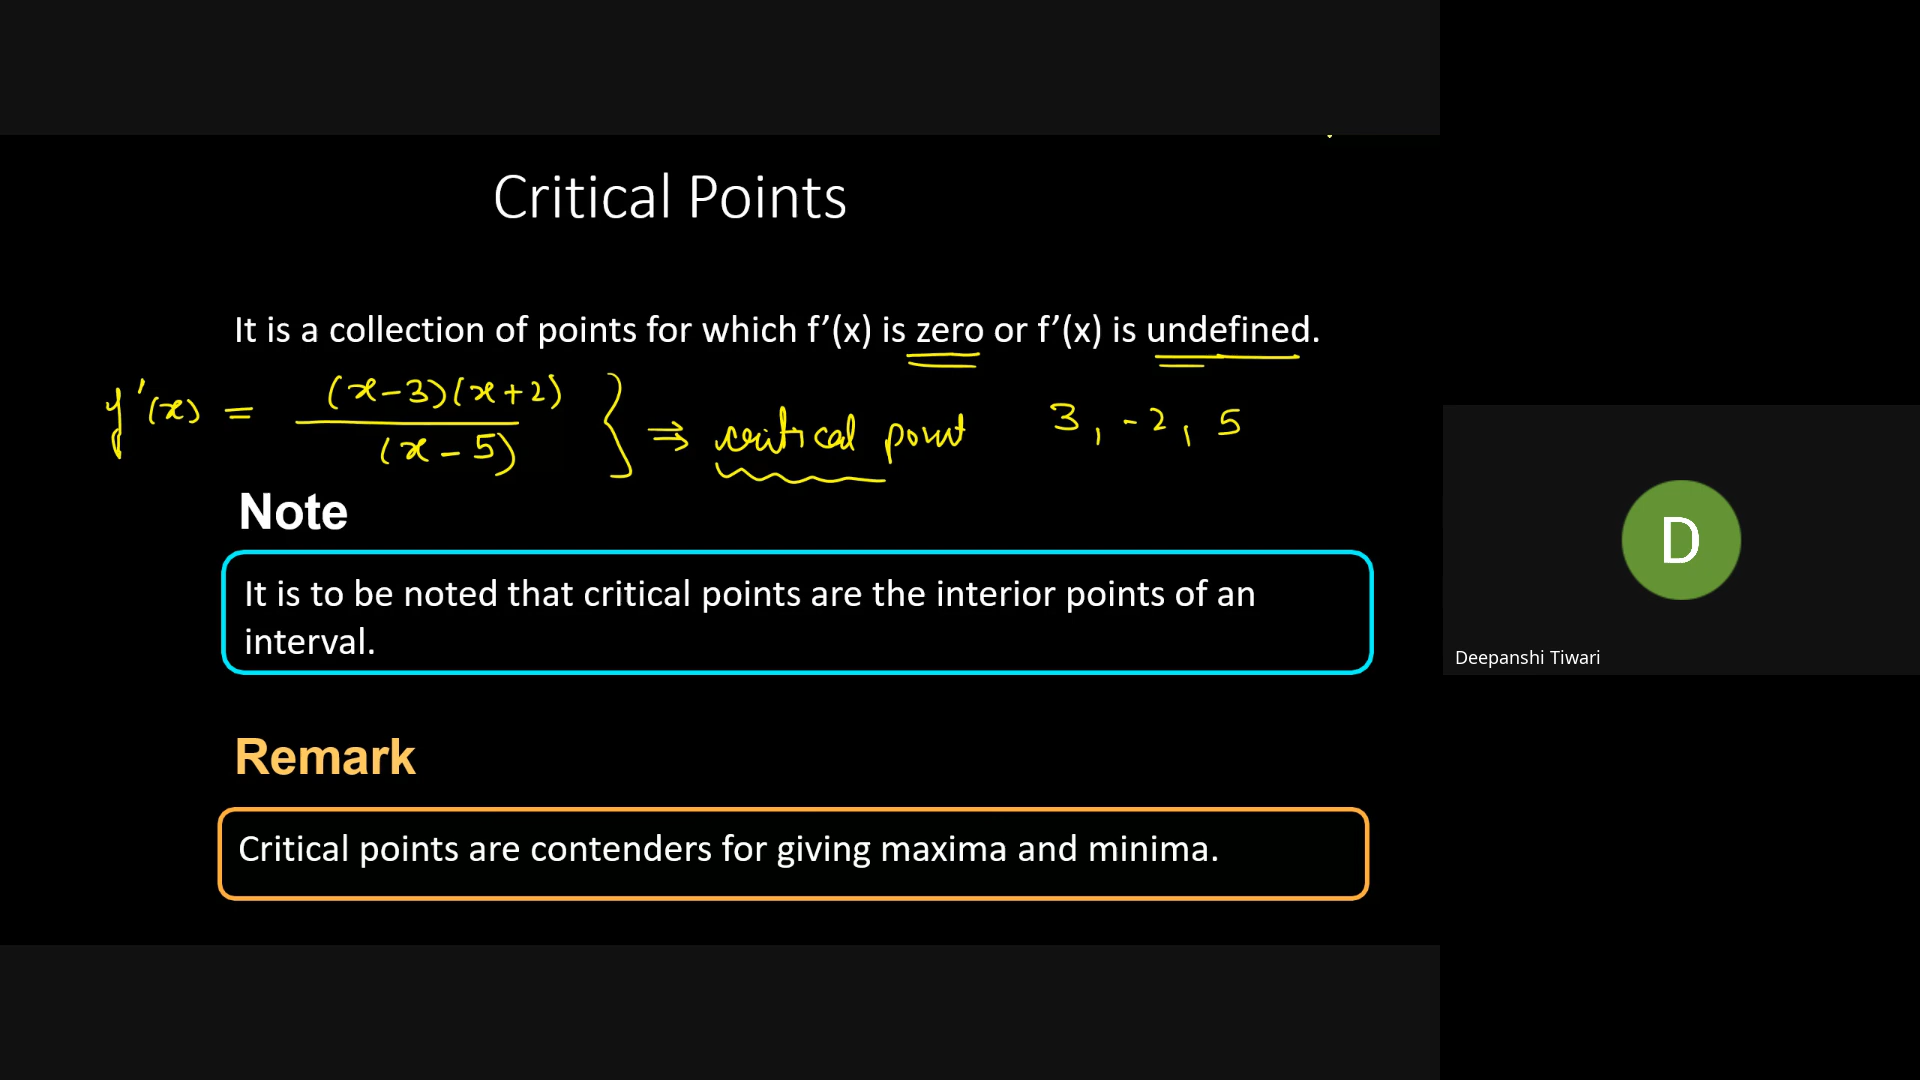 Critical Points
It is a collection of points for which f’(x) is zero or f’(x) is undefined.
f'(x) = (x-3)(x+2) / (x-5) } ⇒ critical point 3, -2, 5
Note
It is to be noted that critical points are the interior points of an
interval.
Remark
Critical points are contenders for giving maxima and minima.
D
Deepanshi Tiwari